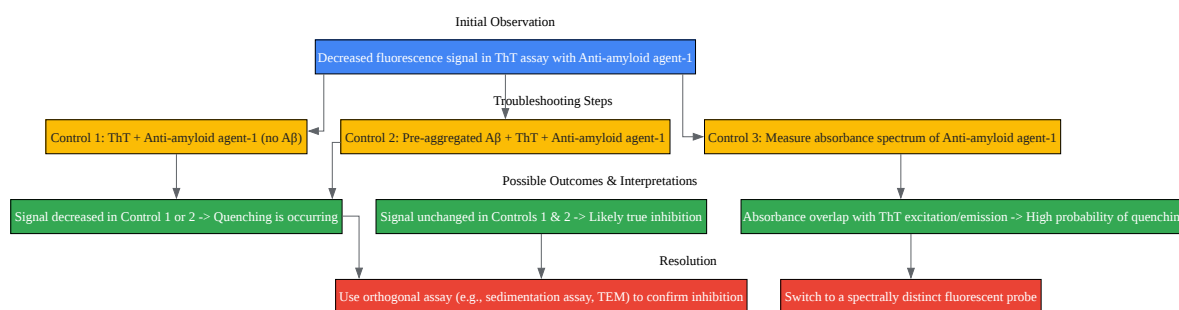 Initial Observation
Decreased fluorescence signal in ThT assay with Anti-amyloid agent-1
Troubleshooting Steps
Control 1: ThT + Anti-amyloid agent-1 (no Aβ)
Control 2: Pre-aggregated Aβ + ThT + Anti-amyloid agent-1
Control 3: Measure absorbance spectrum of Anti-amyloid agent-1
Possible Outcomes & Interpretations
Signal decreased in Control 1 or 2 -> Quenching is occurring
Signal unchanged in Controls 1 & 2 -> Likely true inhibition
Absorbance overlap with ThT excitation/emission -> High probability of quenchin
Resolution
Use orthogonal assay (e.g., sedimentation assay, TEM) to confirm inhibition
Switch to a spectrally distinct fluorescent probe